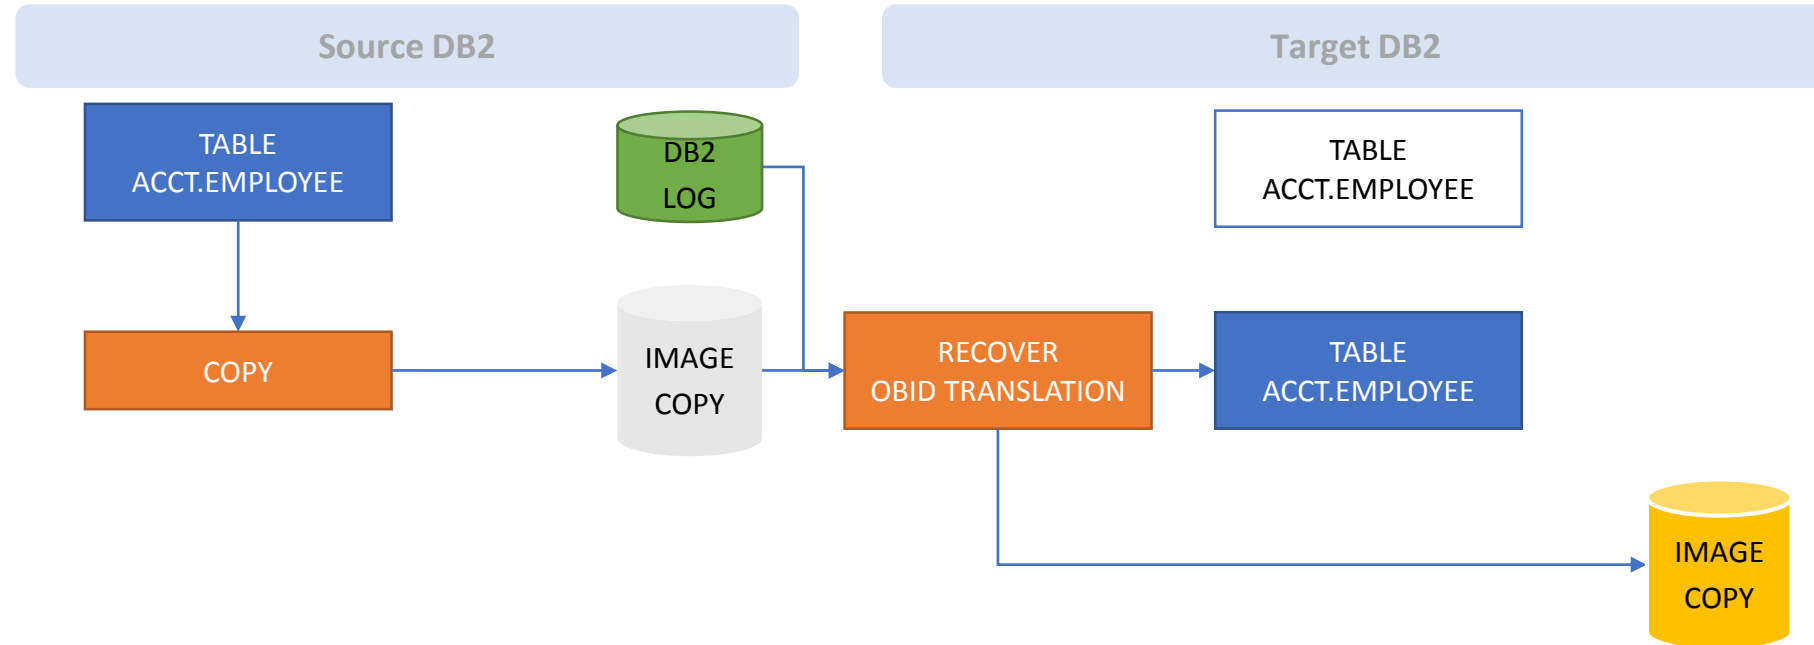 Source DB2
Target DB2
TABLE
ACCT.EMPLOYEE
DB2
LOG
TABLE
ACCT.EMPLOYEE
COPY
IMAGE
COPY
RECOVER
OBID TRANSLATION
TABLE
ACCT.EMPLOYEE
IMAGE
COPY